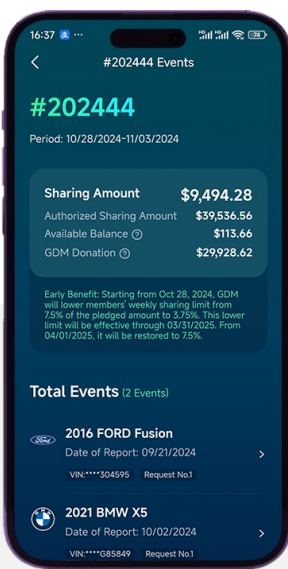 16:37
#202444 Events
#202444
Period: 10/28/2024-11/03/2024
Sharing Amount $9,494.28
Authorized Sharing Amount $39,536.56
Available Balance ? $113.66
GDM Donation ? $29,928.62
Early Benefit: Starting from Oct 28, 2024, GDM
will lower members' weekly sharing limit from
7.5% of the pledged amount to 3.75%. This lower
limit will be effective through 03/31/2025. From
04/01/2025, it will be restored to 7.5%.
Total Events (2 Events)
Ford
2016 FORD Fusion
Date of Report: 09/21/2024
VIN:****304595 Request No.1
2021 BMW X5
Date of Report: 10/02/2024
VIN:****G85849 Request No.1